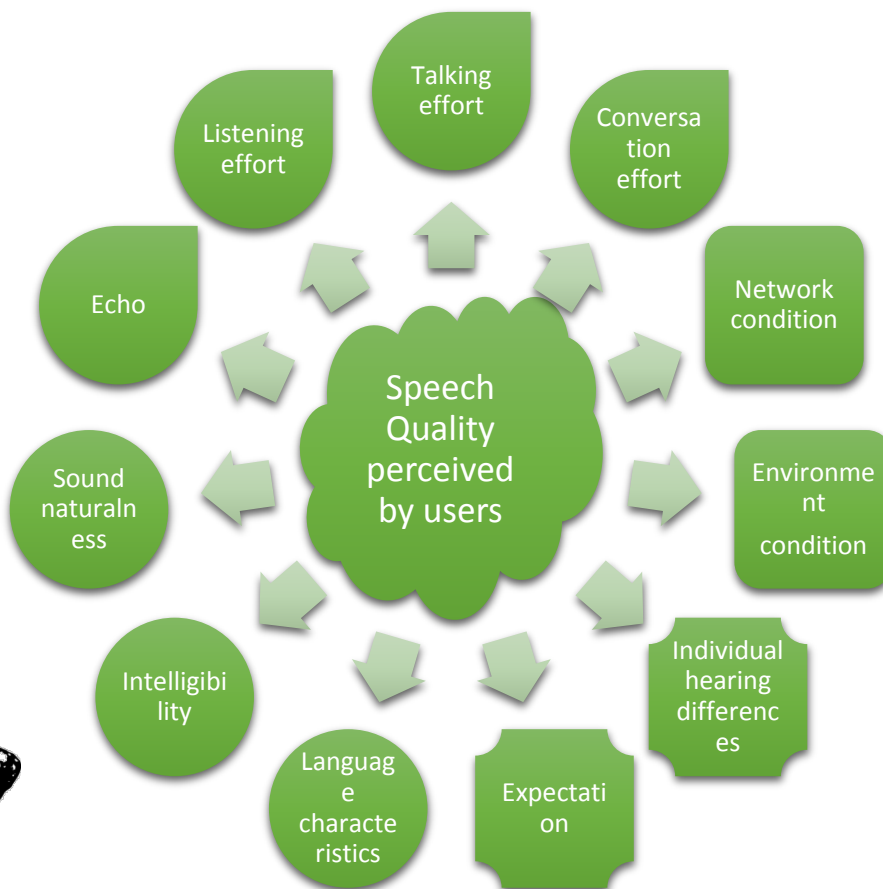 Talking
effort
Conversa
tion
effort
Network
condition
Environme
nt
condition
Individual
hearing
differenc
es
Expectati
on
Languag
e
characte
ristics
Intelligibi
lity
Sound
naturaln
ess
Echo
Listening
effort
Speech
Quality
perceived
by users